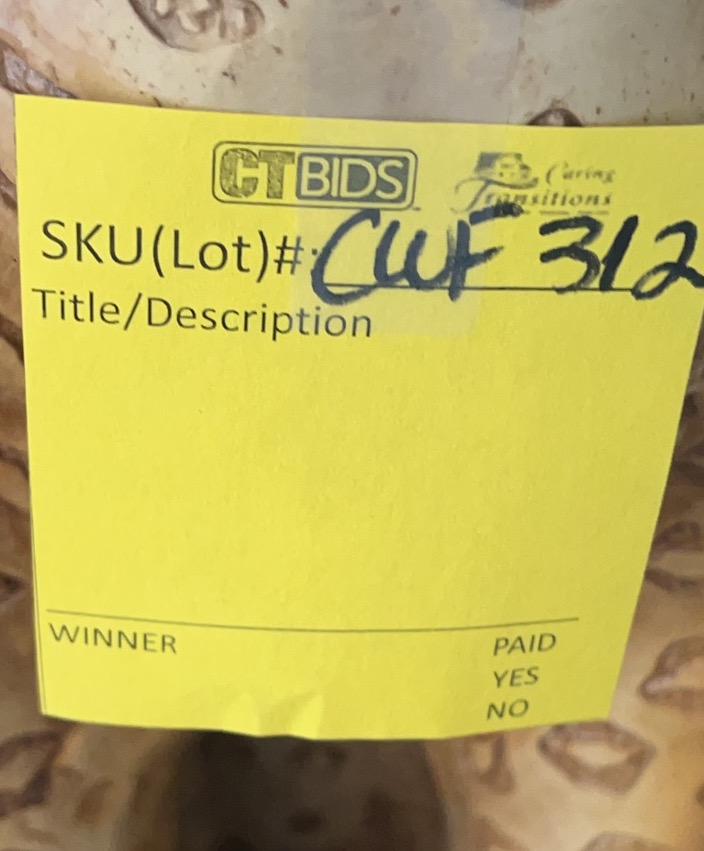 CTBIDS Caring
Transitions
SKU(Lot)#: CWF 312
Title/Description
WINNER PAID
YES
NO